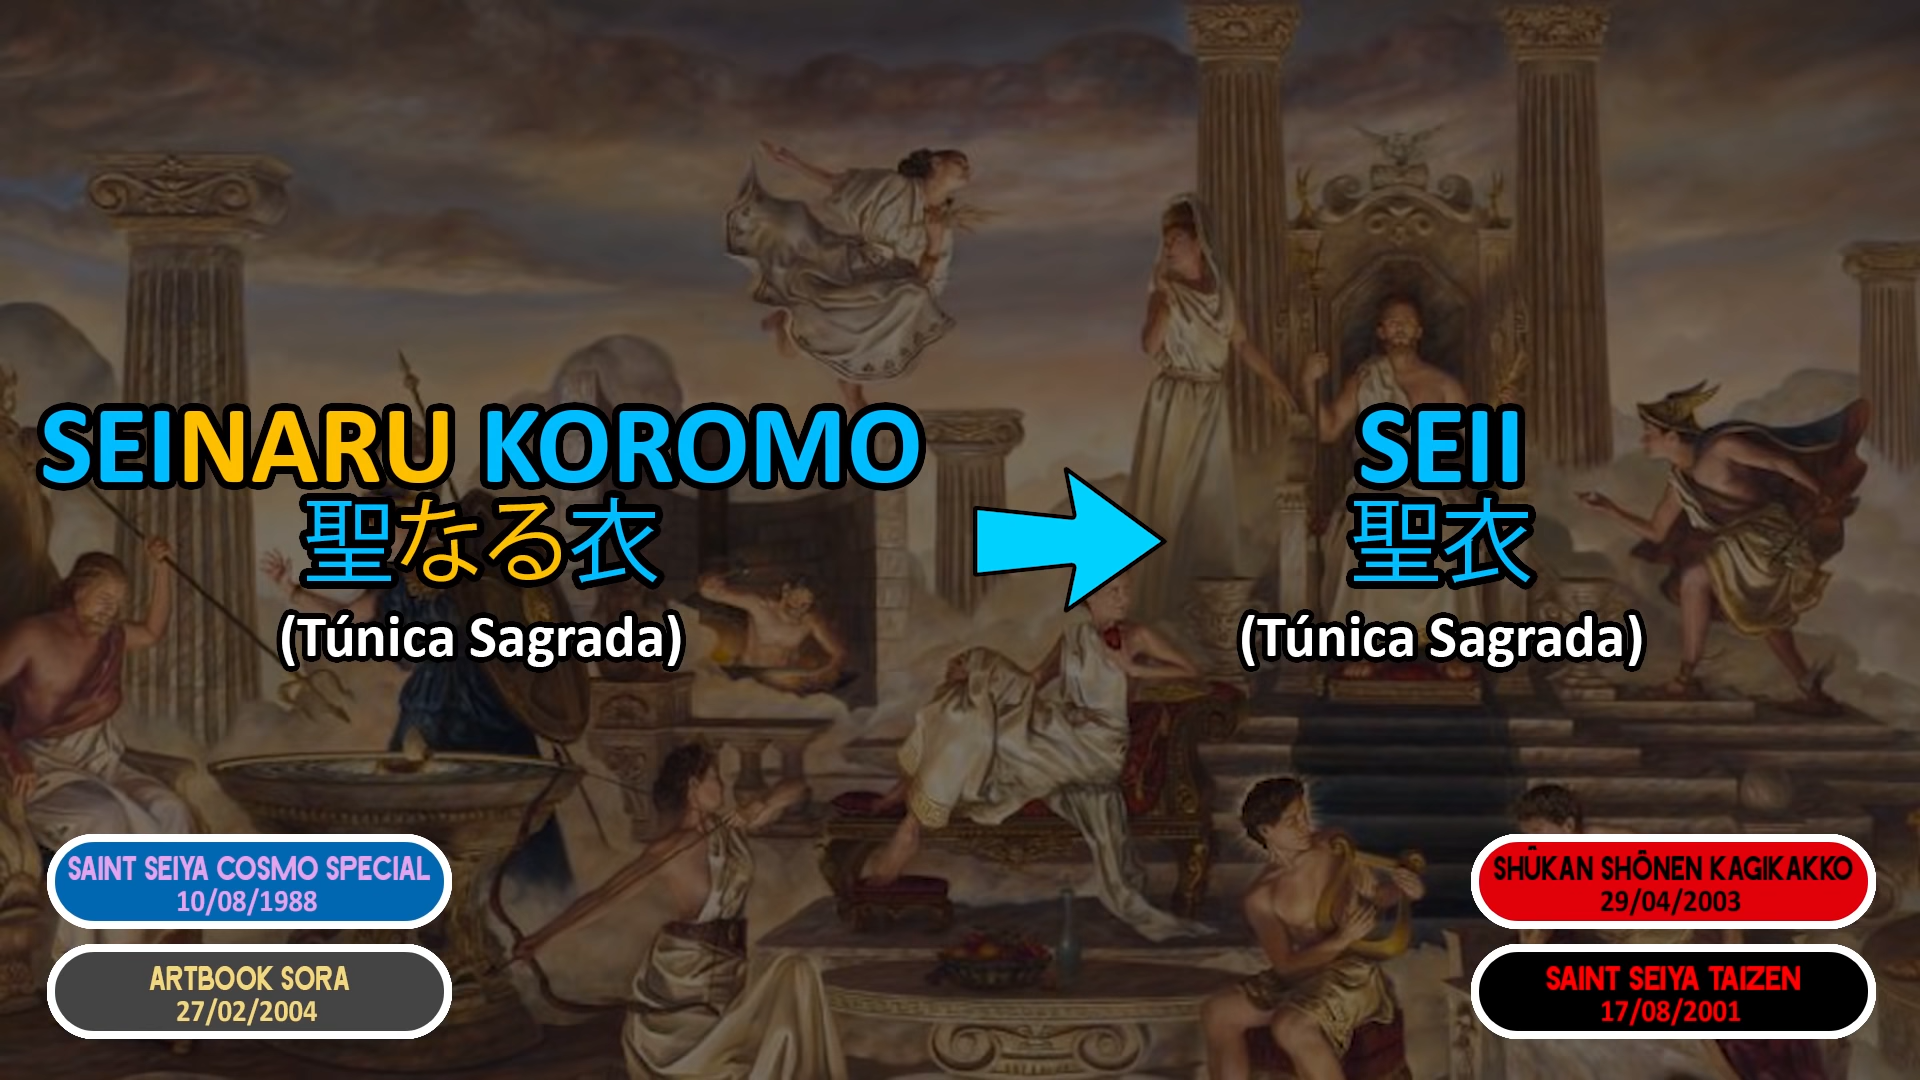 SEINARU KOROMO
聖なる衣
(Túnica Sagrada)
SEII
聖衣
(Túnica Sagrada)
SAINT SEIYA COSMO SPECIAL
10/08/1988
ARTBOOK SORA
27/02/2004
SHŪKAN SHŌNEN KAGIKAKKO
29/04/2003
SAINT SEIYA TAIZEN
17/08/2001